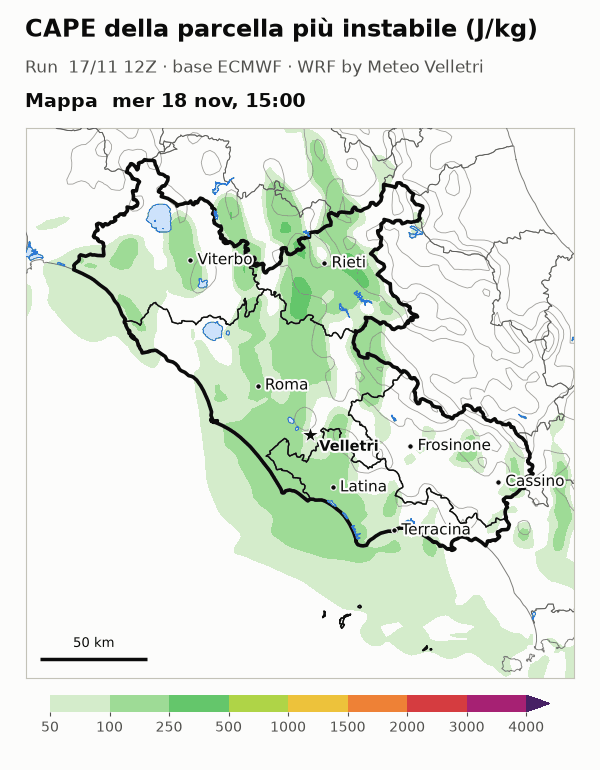 CAPE della parcella più instabile (J/kg)
Run  17/11 12Z · base ECMWF · WRF by Meteo Velletri
Mappa  mer 18 nov, 15:00
Viterbo
Rieti
Roma
Velletri
Frosinone
Cassino
Latina
Terracina
50 km
50 100 250 500 1000 1500 2000 3000 4000